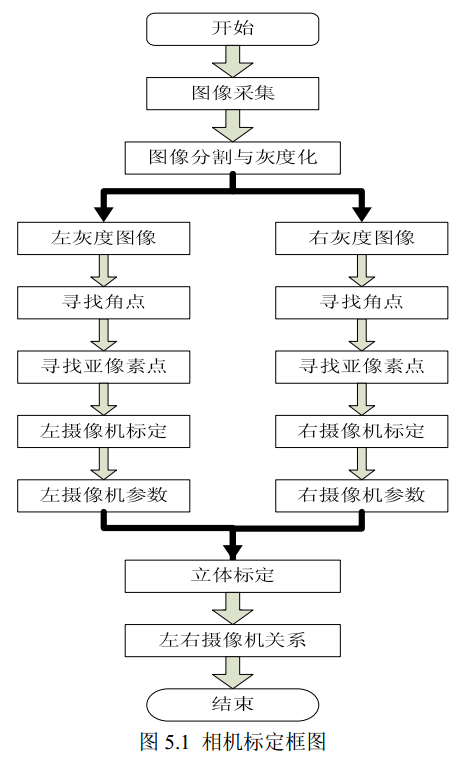 开始
图像采集
图像分割与灰度化
左灰度图像
右灰度图像
寻找角点
寻找角点
寻找亚像素点
寻找亚像素点
左摄像机标定
右摄像机标定
左摄像机参数
右摄像机参数
立体标定
左右摄像机关系
结束
图 5.1 相机标定框图